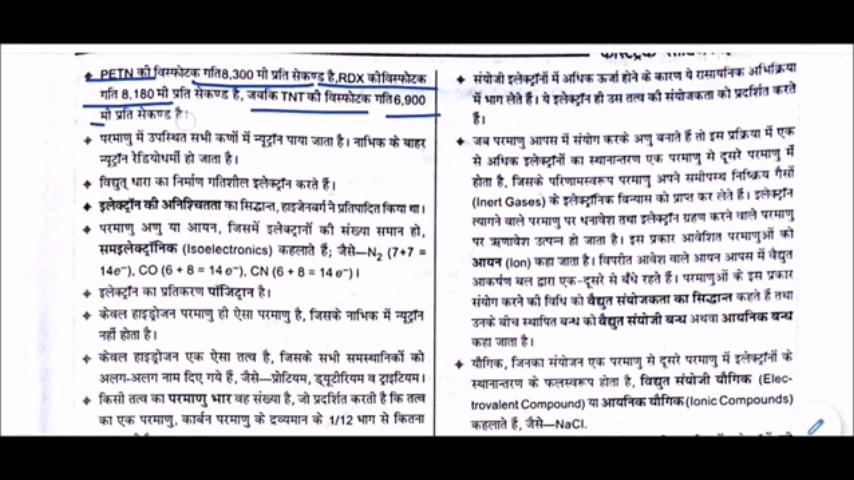 PETN की विस्फोटक गति 8,300 मी प्रति सेकण्ड है, RDX की विस्फोटक
गति 8,180 मी प्रति सेकण्ड है, जबकि TNT की विस्फोटक गति 6,900
मी प्रति सेकण्ड है।
परमाणु में उपस्थित सभी कणों में न्यूट्रॉन पाया जाता है। नाभिक के बाहर
न्यूट्रॉन रेडियोधर्मी हो जाता है।
विद्युत् धारा का निर्माण गतिशील इलेक्ट्रॉन करते हैं।
इलेक्ट्रॉन की अनिश्चितता का सिद्धान्त, हाइजेनबर्ग ने प्रतिपादित किया था।
परमाणु अणु या आयन, जिसमें इलेक्ट्रानों की संख्या समान हो,
समइलेक्ट्रॉनिक (Isoelectronics) कहलाते हैं; जैसे—N₂ (7+7 =
14e⁻), CO (6 + 8 = 14 e⁻), CN (6 + 8 = 14 e⁻)।
इलेक्ट्रॉन का प्रतिकरण पॉजिट्रान है।
केवल हाइड्रोजन परमाणु ही ऐसा परमाणु है, जिसके नाभिक में न्यूट्रॉन
नहीं होता है।
केवल हाइड्रोजन एक ऐसा तत्व है, जिसके सभी समस्थानिकों को
अलग-अलग नाम दिए गये हैं, जैसे—प्रोटियम, ड्यूटीरियम व ट्राइटियम।
किसी तत्व का परमाणु भार वह संख्या है, जो प्रदर्शित करती है कि तत्व
का एक परमाणु, कार्बन परमाणु के द्रव्यमान के 1/12 भाग से कितना
संयोजी इलेक्ट्रॉनों में अधिक ऊर्जा होने के कारण ये रासायनिक अभिक्रिया
में भाग लेते हैं। ये इलेक्ट्रॉन ही उस तत्व की संयोजकता को प्रदर्शित करते
हैं।
जब परमाणु आपस में संयोग करके अणु बनाते हैं तो इस प्रक्रिया में एक
से अधिक इलेक्ट्रॉनों का स्थानान्तरण एक परमाणु से दूसरे परमाणु में
होता है, जिसके परिणामस्वरूप परमाणु अपने समीपस्थ निष्क्रिय गैसों
(Inert Gases) के इलेक्ट्रॉनिक विन्यास को प्राप्त कर लेते हैं। इलेक्ट्रॉन
त्यागने वाले परमाणु पर धनावेश तथा इलेक्ट्रॉन ग्रहण करने वाले परमाणु
पर ऋणावेश उत्पन्न हो जाता है। इस प्रकार आवेशित परमाणुओं को
आयन (Ion) कहा जाता है। विपरीत आवेश वाले आयन आपस में वैद्युत
आकर्षण बल द्वारा एक-दूसरे से बँधे रहते हैं। परमाणुओं के इस प्रकार
संयोग करने की विधि को वैद्युत संयोजकता का सिद्धान्त कहते हैं तथा
उनके बीच स्थापित बन्ध को वैद्युत संयोजी बन्ध अथवा आयनिक बन्ध
कहा जाता है।
यौगिक, जिनका संयोजन एक परमाणु से दूसरे परमाणु में इलेक्ट्रॉनों के
स्थानान्तरण के फलस्वरूप होता है, विद्युत संयोजी यौगिक (Elec-
trovalent Compound) या आयनिक यौगिक (Ionic Compounds)
कहलाते हैं, जैसे—NaCl.